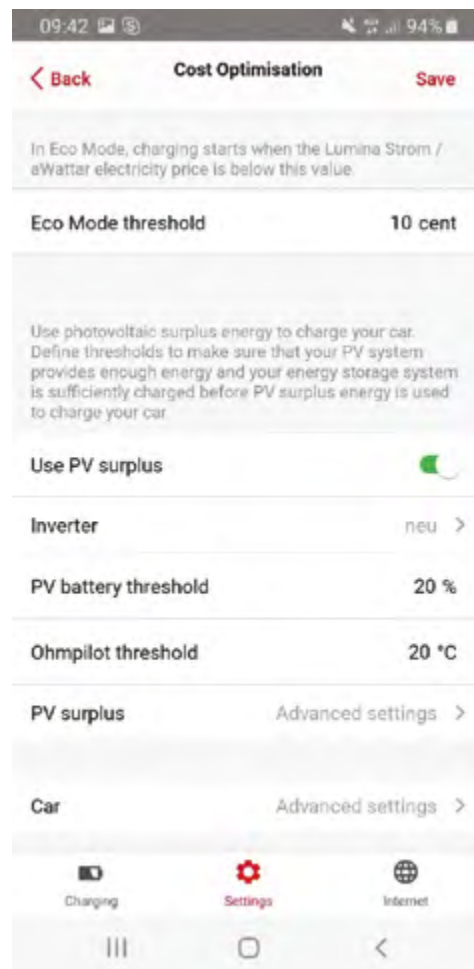 09:42 94%
Back Cost Optimisation Save
In Eco Mode, charging starts when the Lumina Strom /
aWattar electricity price is below this value
Eco Mode threshold 10 cent
Use photovoltaic surplus energy to charge your car.
Define thresholds to make sure that your PV system
provides enough energy and your energy storage system
is sufficiently charged before PV surplus energy is used
to charge your car
Use PV surplus
Inverter neu
PV battery threshold 20 %
Ohmpilot threshold 20 °C
PV surplus Advanced settings
Car Advanced settings
Charging Settings Internet